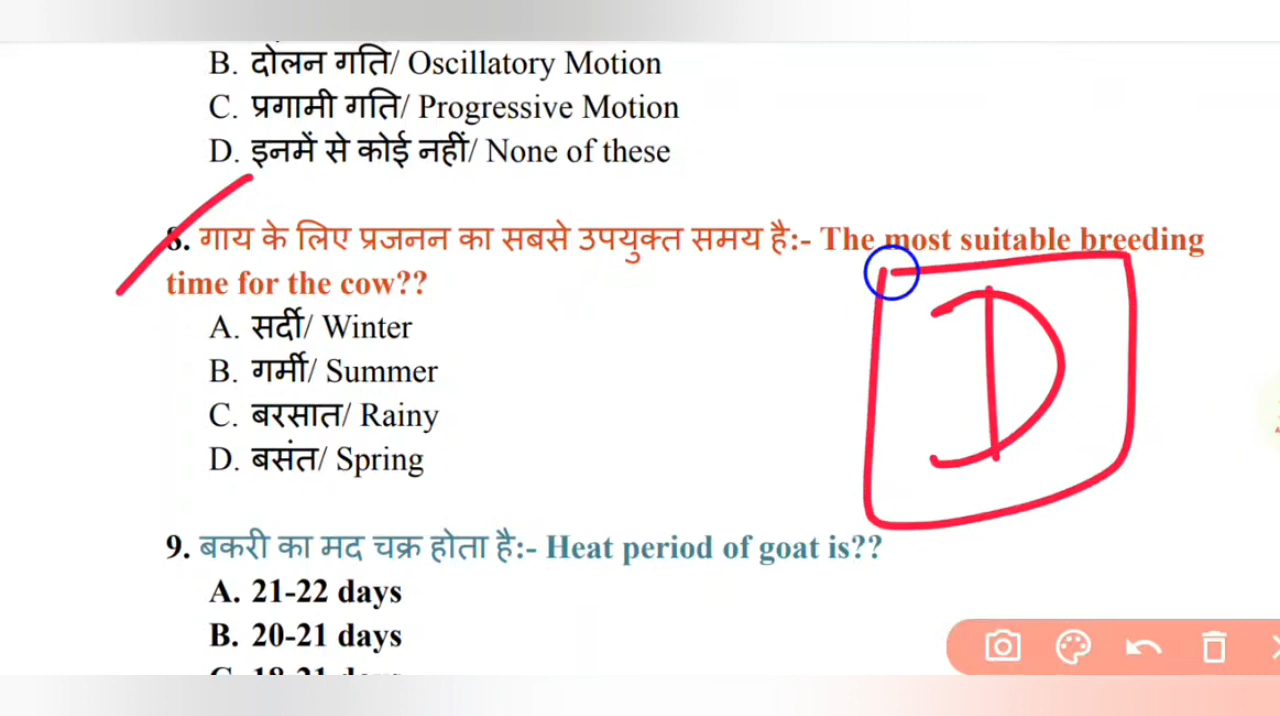 B. दोलन गति/ Oscillatory Motion
C. प्रगामी गति/ Progressive Motion
D. इनमें से कोई नहीं/ None of these
8. गाय के लिए प्रजनन का सबसे उपयुक्त समय है:- The most suitable breeding
time for the cow??
A. सर्दी/ Winter
B. गर्मी/ Summer
C. बरसात/ Rainy
D. बसंत/ Spring
D
9. बकरी का मद चक्र होता है:- Heat period of goat is??
A. 21-22 days
B. 20-21 days